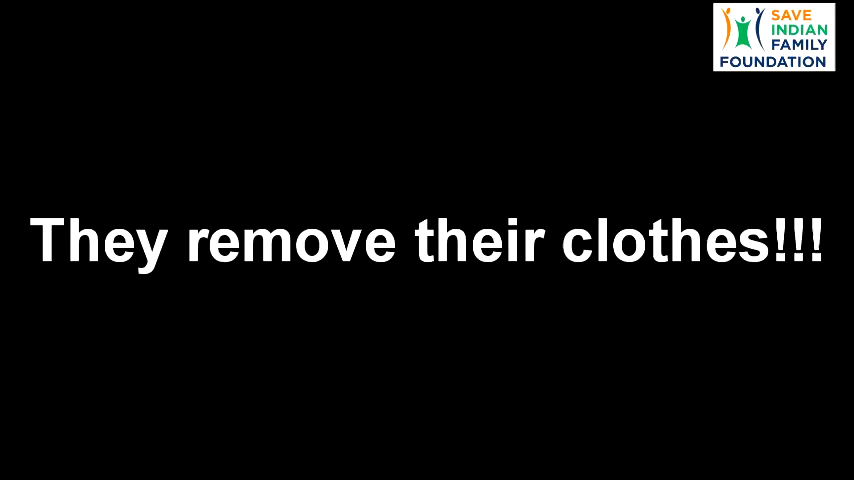 SAVE
INDIAN
FAMILY
FOUNDATION
They remove their clothes!!!